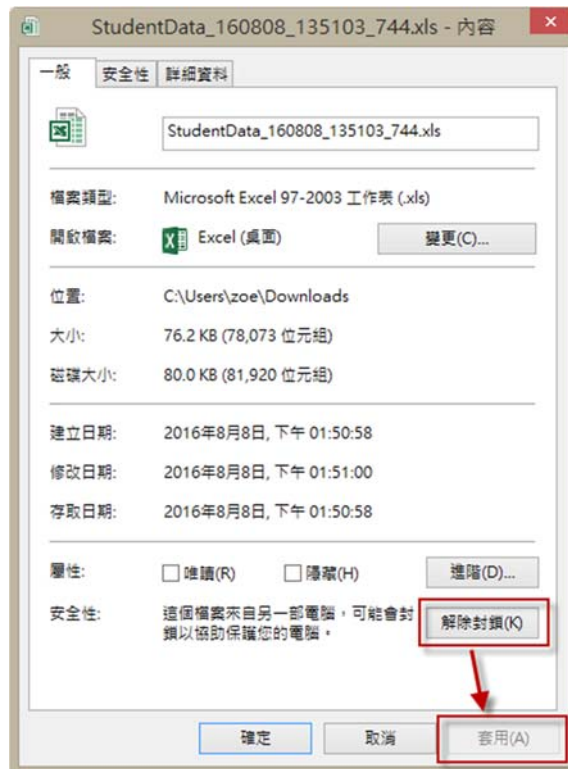 StudentData_160808_135103_744.xls - 內容
一般 安全性 詳細資料
StudentData_160808_135103_744.xls
檔案類型: Microsoft Excel 97-2003 工作表 (.xls)
開啟檔案: Excel (桌面) 變更(C)...
位置: C:\Users\zoe\Downloads
大小: 76.2 KB (78,073 位元組)
磁碟大小: 80.0 KB (81,920 位元組)
建立日期: 2016年8月8日, 下午 01:50:58
修改日期: 2016年8月8日, 下午 01:51:00
存取日期: 2016年8月8日, 下午 01:50:58
屬性: 唯讀(R) 隱藏(H) 進階(D)...
安全性: 這個檔案來自另一部電腦，可能會封
鎖以協助保護您的電腦。 解除封鎖(K)
確定 取消 套用(A)